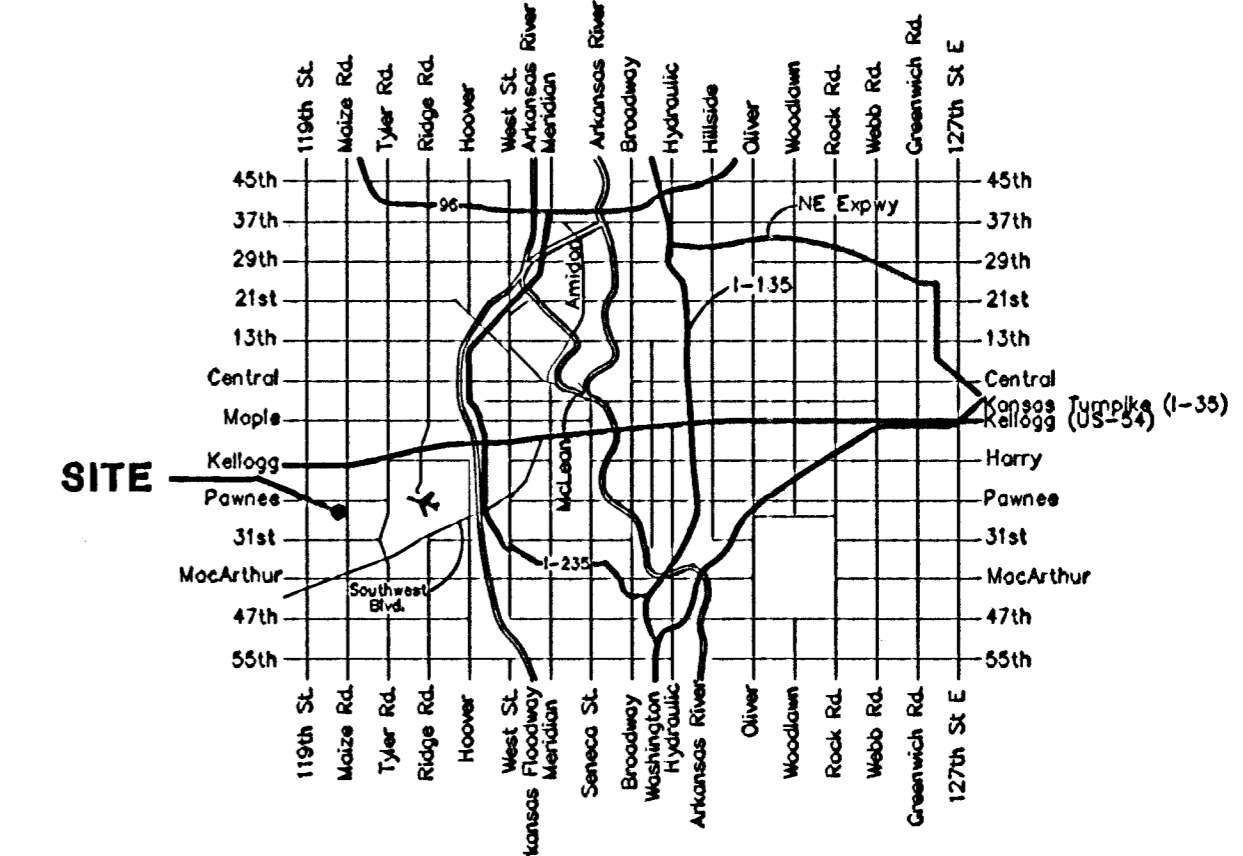 119th St.
Maize Rd.
Tyler Rd.
Ridge Rd.
Hoover
West St.
Arkansas River
Meridian
Arkansas River
Broadway
Hydraulic
Hillside
Oliver
Woodlawn
Rock Rd.
Webb Rd.
Greenwich Rd.
127th St E
45th
45th
96
NE Expwy
37th
37th
29th
29th
Amidon
I-135
21st
21st
13th
13th
Central
Central
Kansas Turnpike (I-35)
Maple
Kellogg (US-54)
Kellogg
Harry
SITE
McLean
Pawnee
Pawnee
31st
31st
I-235
MacArthur
MacArthur
Southwest
Blvd.
47th
47th
55th
55th
119th St.
Maize Rd.
Tyler Rd.
Ridge Rd.
Hoover
West St.
kansas Floodway
Meridian
Seneca St.
Broadway
Washington
Hydraulic
Arkansas River
Oliver
Woodlawn
Rock Rd.
Webb Rd.
Greenwich Rd.
127th St E